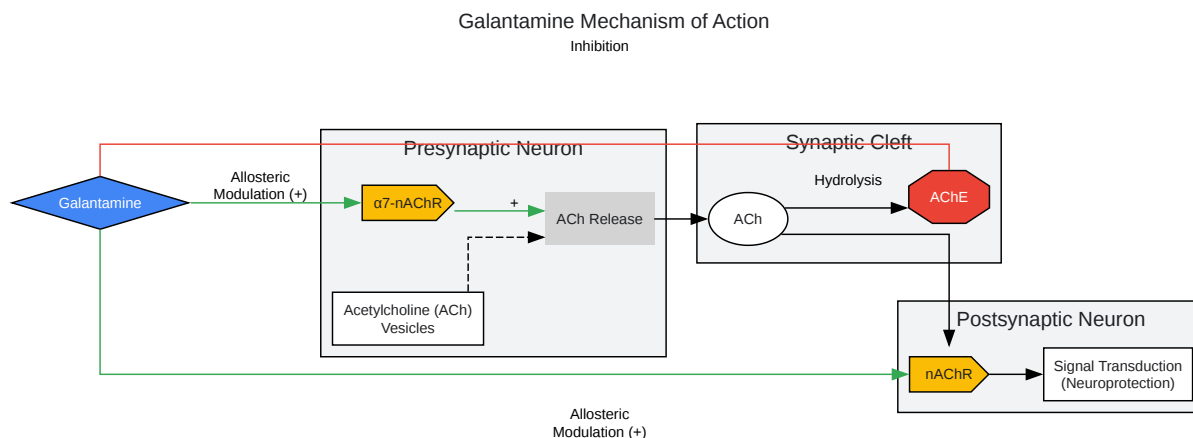 Galantamine Mechanism of Action
Inhibition
Presynaptic Neuron
Synaptic Cleft
Allosteric
Modulation (+)
Hydrolysis
Galantamine
α7-nAChR
+
ACh Release
ACh
AChE
Acetylcholine (ACh)
Vesicles
Postsynaptic Neuron
nAChR
Signal Transduction
(Neuroprotection)
Allosteric
Modulation (+)